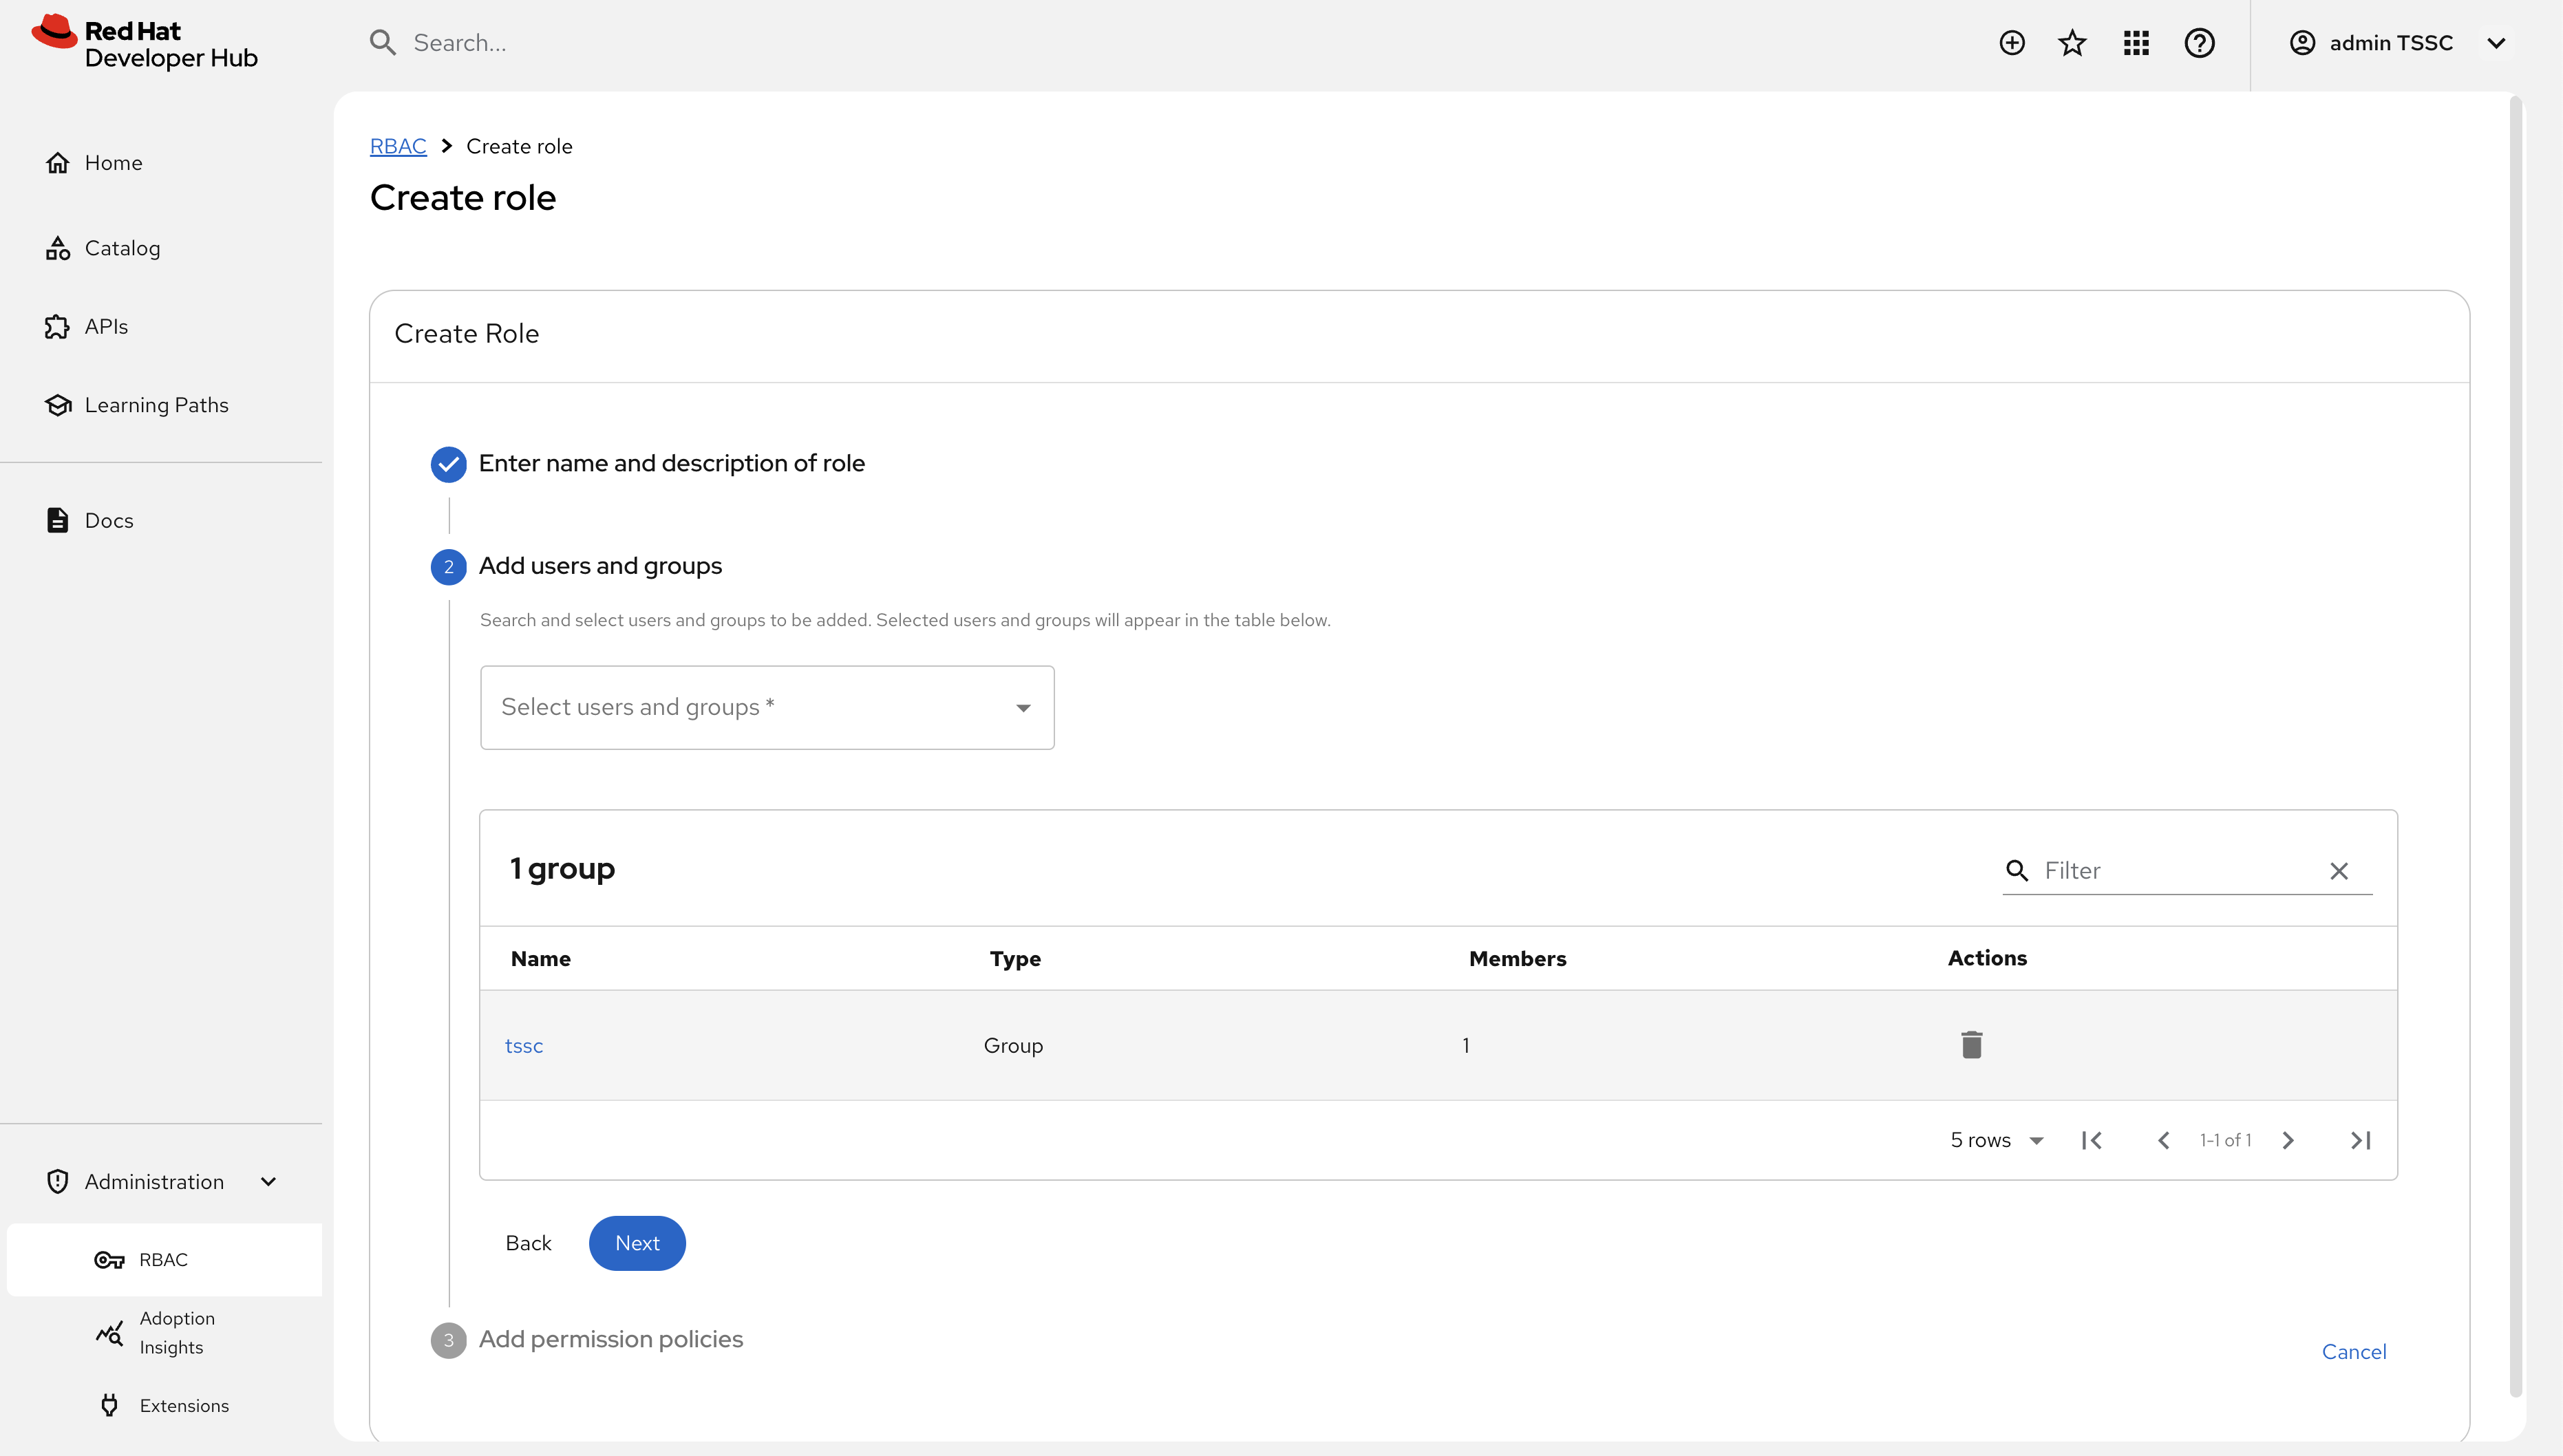 Red Hat
Developer Hub
Search...
admin TSSC
Home
Catalog
APIs
Learning Paths
Docs
Administration
RBAC
Adoption
Insights
Extensions
RBAC > Create role
Create role
Create Role
Enter name and description of role
2 Add users and groups
Search and select users and groups to be added. Selected users and groups will appear in the table below.
Select users and groups *
1 group
Filter
Name Type Members Actions
tssc Group 1
5 rows 1-1 of 1
Back Next
3 Add permission policies
Cancel